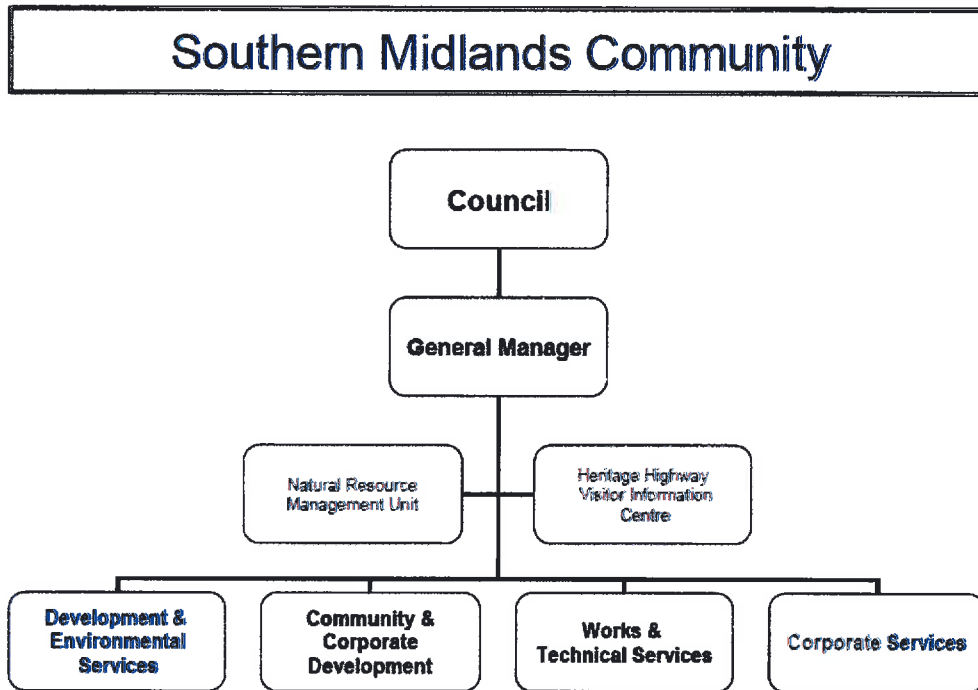 Southern Midlands Community
Council
General Manager
Natural Resource
Management Unit
Heritage Highway
Visitor Information
Centre
Development &
Environmental
Services
Community &
Corporate
Development
Works &
Technical Services
Corporate Services